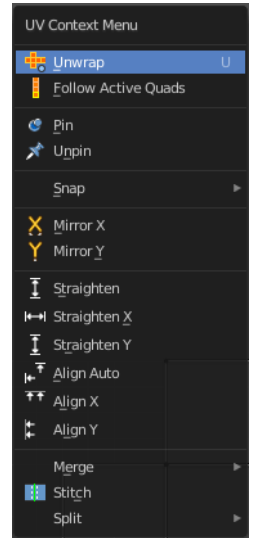 UV Context Menu
Unwrap U
Follow Active Quads
Pin
Unpin
Snap
Mirror X
Mirror Y
Straighten
Straighten X
Straighten Y
Align Auto
Align X
Align Y
Merge
Stitch
Split